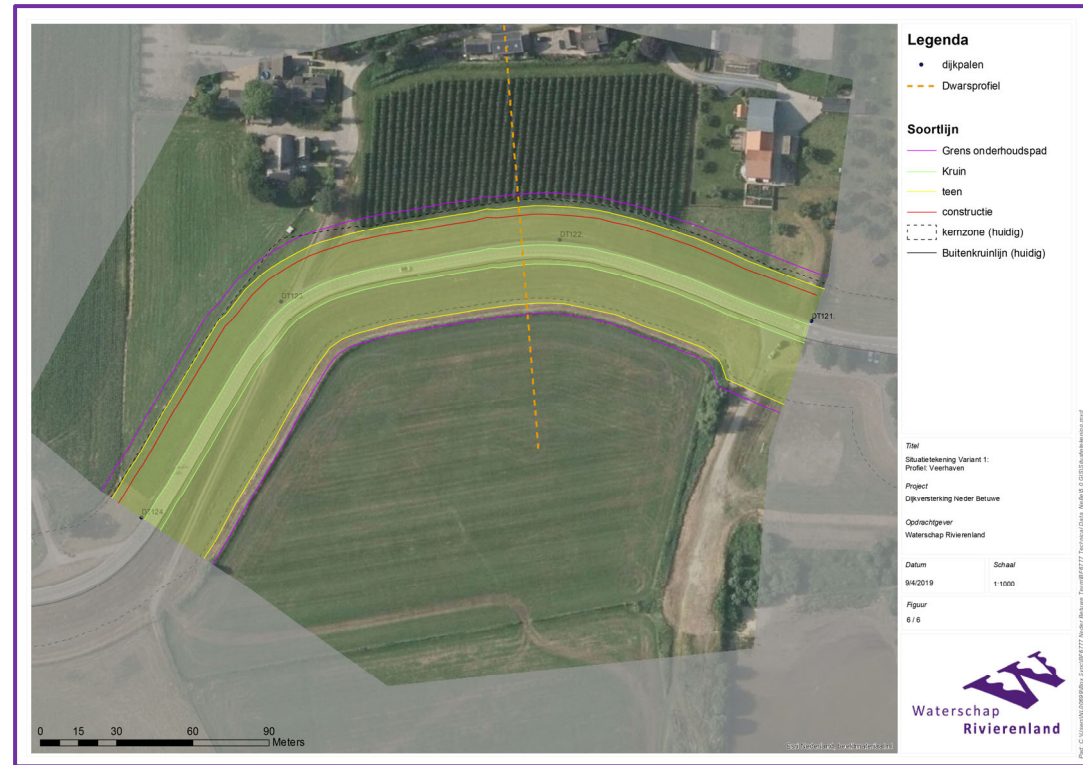 Legenda
dijkpalen
Dwarsprofiel
Soortlijn
Grens onderhoudspad
Kruin
teen
constructie
kernzone (huidig)
Buitenkruinlijn (huidig)
DT122.
DT123.
DT121.
DT124.
0 15 30 60 90
Meters
Titel
Situatietekening Variant 1:
Profiel: Veerhaven
Project
Dijkversterking Neder Betuwe
Opdrachtgever
Waterschap Rivierenland
Datum
9/4/2019
Schaal
1:1000
Figuur
6 / 6
Waterschap
Rivierenland